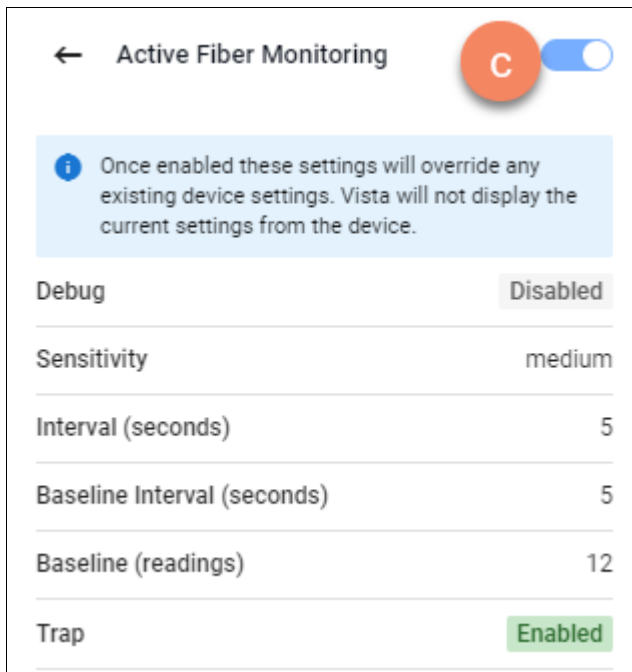 Active Fiber Monitoring
C
Once enabled these settings will override any
existing device settings. Vista will not display the
current settings from the device.
Debug Disabled
Sensitivity medium
Interval (seconds) 5
Baseline Interval (seconds) 5
Baseline (readings) 12
Trap Enabled